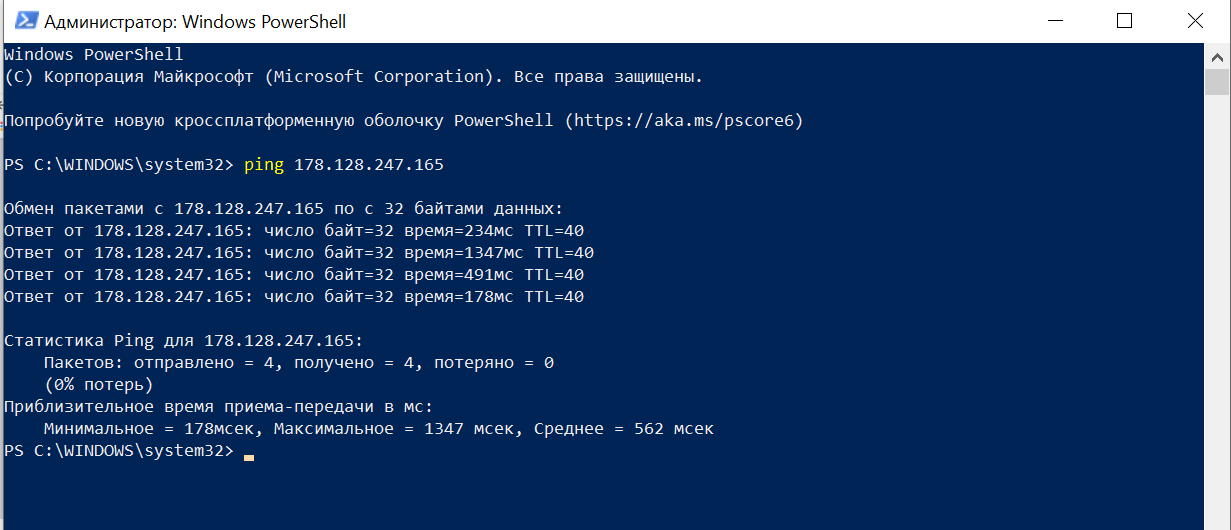 Администратор: Windows PowerShell
Windows PowerShell
(C) Корпорация Майкрософт (Microsoft Corporation). Все права защищены.
Попробуйте новую кроссплатформенную оболочку PowerShell (https://aka.ms/pscore6)
PS C:\WINDOWS\system32> ping 178.128.247.165
Обмен пакетами с 178.128.247.165 по с 32 байтами данных:
Ответ от 178.128.247.165: число байт=32 время=234мс TTL=40
Ответ от 178.128.247.165: число байт=32 время=1347мс TTL=40
Ответ от 178.128.247.165: число байт=32 время=491мс TTL=40
Ответ от 178.128.247.165: число байт=32 время=178мс TTL=40
Статистика Ping для 178.128.247.165:
    Пакетов: отправлено = 4, получено = 4, потеряно = 0
    (0% потерь)
Приблизительное время приема-передачи в мс:
    Минимальное = 178мсек, Максимальное = 1347 мсек, Среднее = 562 мсек
PS C:\WINDOWS\system32>